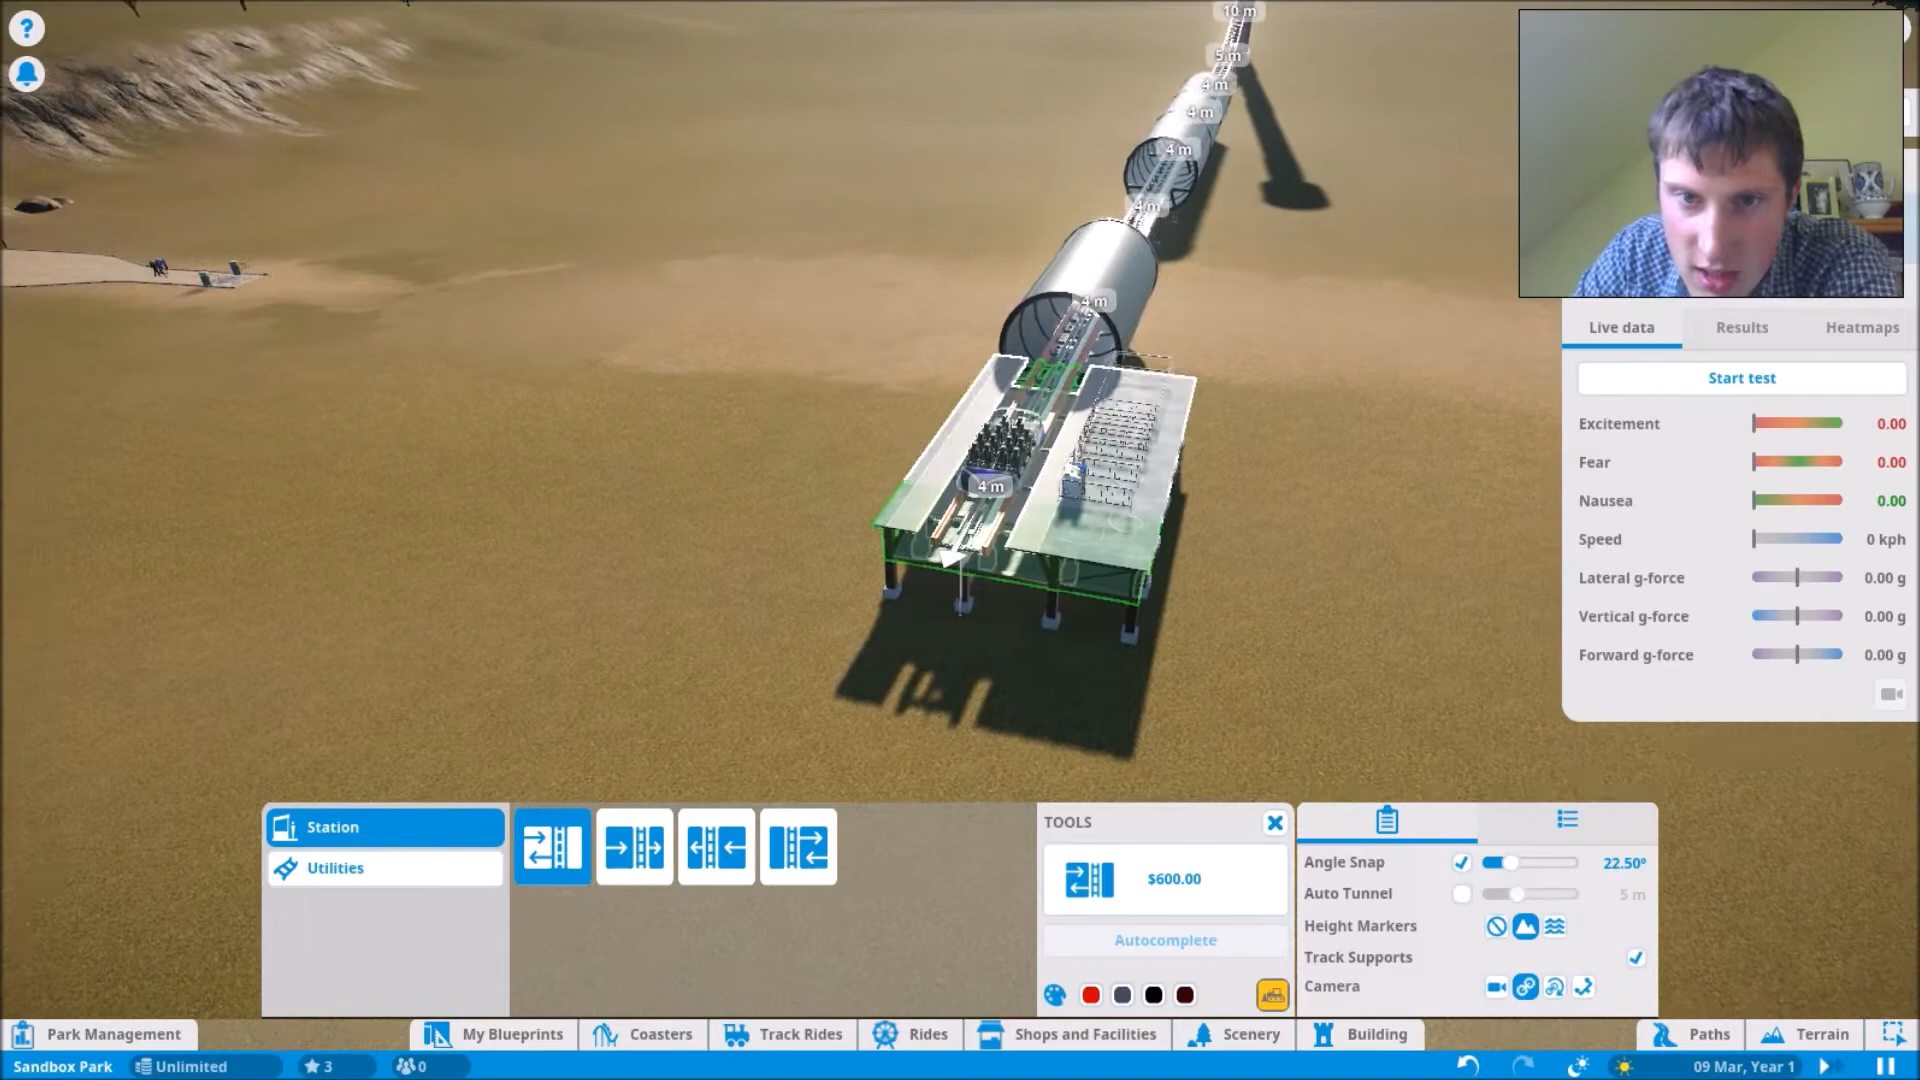 ?
10 m
5 m
4 m
4 m
4 m
4 m
4 m
4 m
Live data Results Heatmaps
Start test
Excitement 0.00
Fear 0.00
Nausea 0.00
Speed 0 kph
Lateral g-force 0.00 g
Vertical g-force 0.00 g
Forward g-force 0.00 g
Station
Utilities
TOOLS
$600.00
Autocomplete
Angle Snap 22.50°
Auto Tunnel 5 m
Height Markers
Track Supports
Camera
Park Management My Blueprints Coasters Track Rides Rides Shops and Facilities Scenery Building Paths Terrain
Sandbox Park Unlimited 3 0 09 Mar, Year 1